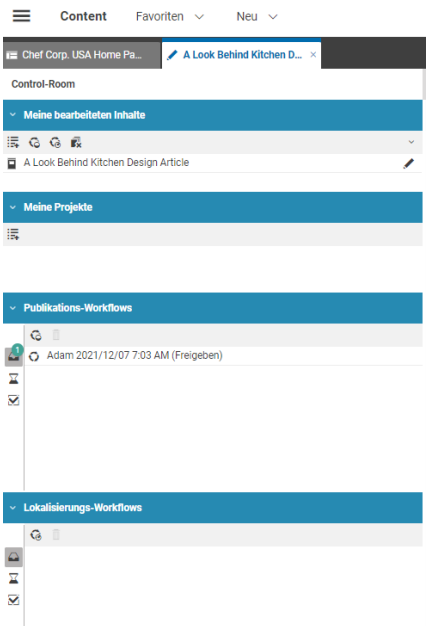 Content Favoriten Neu
Chef Corp. USA Home Pa... A Look Behind Kitchen D... ×
Control-Room
Meine bearbeiteten Inhalte
A Look Behind Kitchen Design Article
Meine Projekte
Publikations-Workflows
1
Adam 2021/12/07 7:03 AM (Freigeben)
Lokalisierungs-Workflows